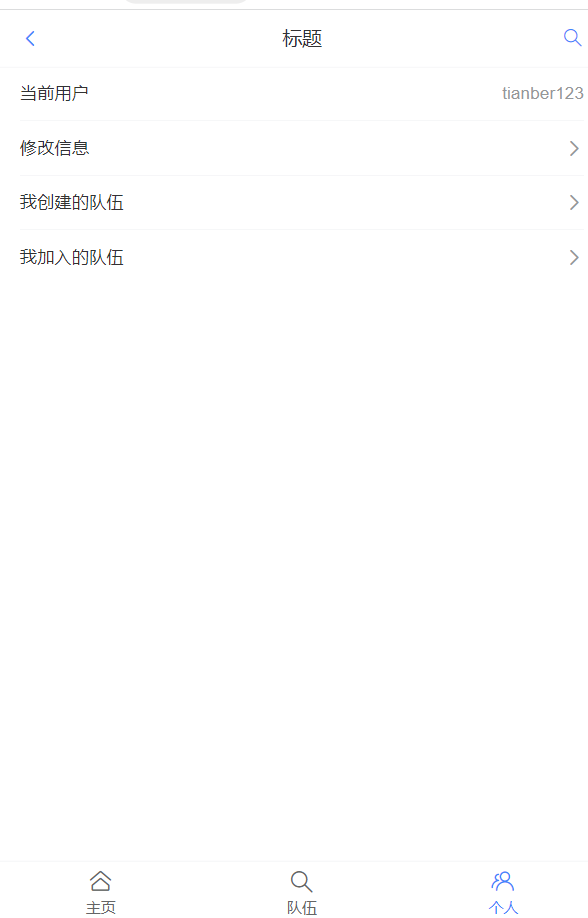 标题
当前用户 tianber123
修改信息
我创建的队伍
我加入的队伍
主页 队伍 个人